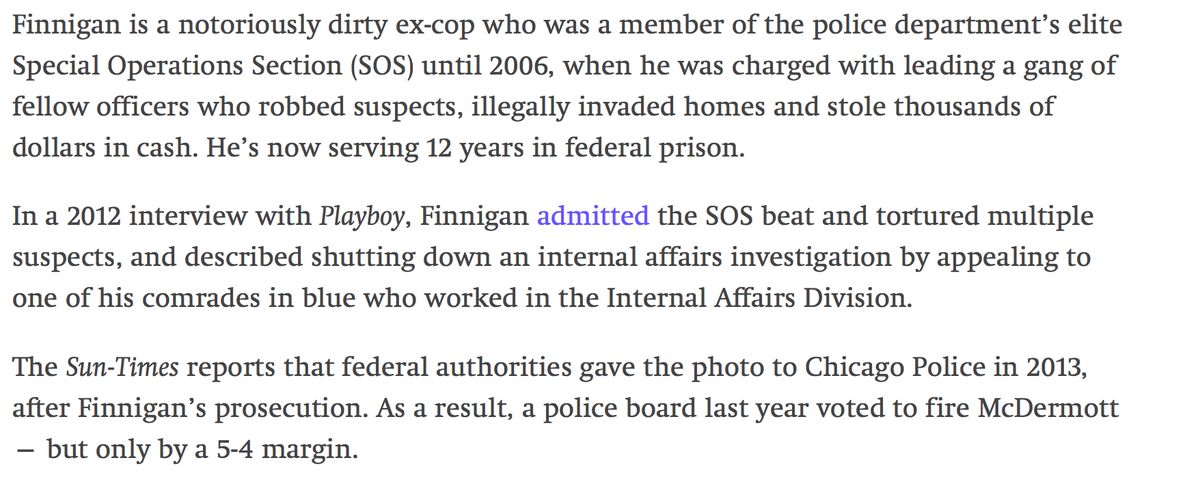 Finnigan is a notoriously dirty ex-cop who was a member of the police department’s elite
Special Operations Section (SOS) until 2006, when he was charged with leading a gang of
fellow officers who robbed suspects, illegally invaded homes and stole thousands of
dollars in cash. He’s now serving 12 years in federal prison.
In a 2012 interview with Playboy, Finnigan admitted the SOS beat and tortured multiple
suspects, and described shutting down an internal affairs investigation by appealing to
one of his comrades in blue who worked in the Internal Affairs Division.
The Sun-Times reports that federal authorities gave the photo to Chicago Police in 2013,
after Finnigan’s prosecution. As a result, a police board last year voted to fire McDermott
— but only by a 5-4 margin.